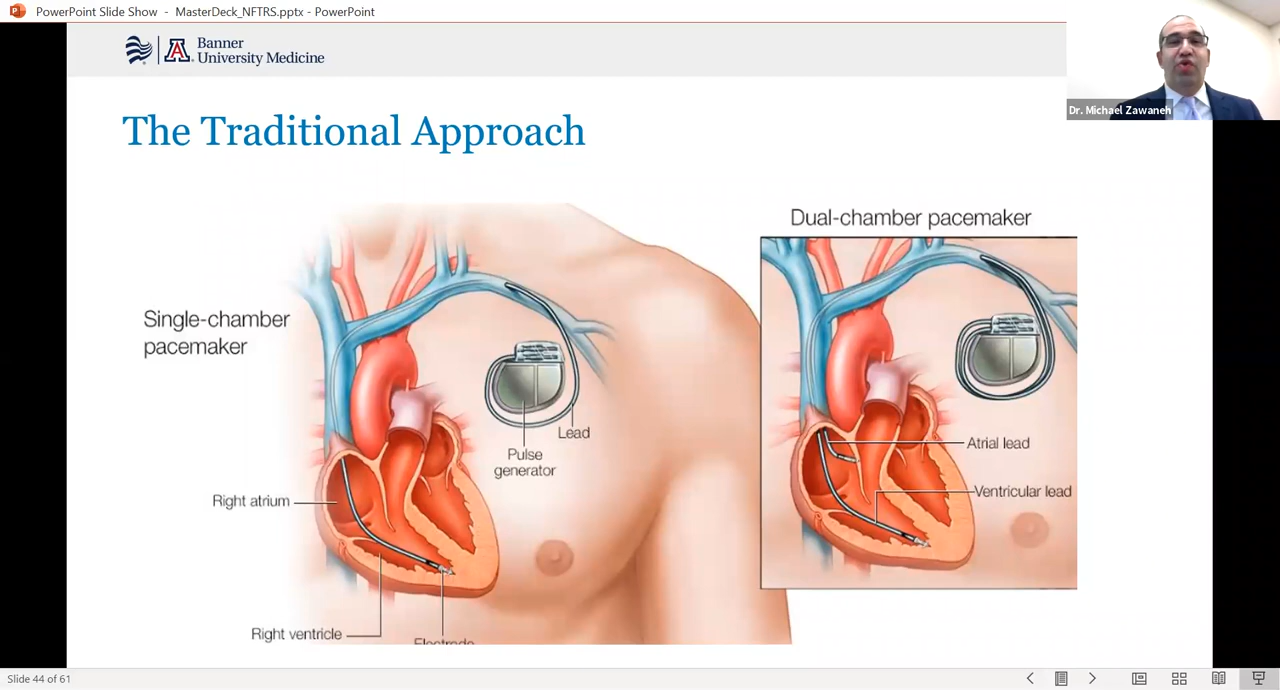 PowerPoint Slide Show - MasterDeck_NFTRS.pptx - PowerPoint
Banner
University Medicine
Dr. Michael Zawaneh
The Traditional Approach
Single-chamber
pacemaker
Pulse
generator
Lead
Right atrium
Right ventricle
Electrode
Dual-chamber pacemaker
Atrial lead
Ventricular lead
Slide 44 of 61